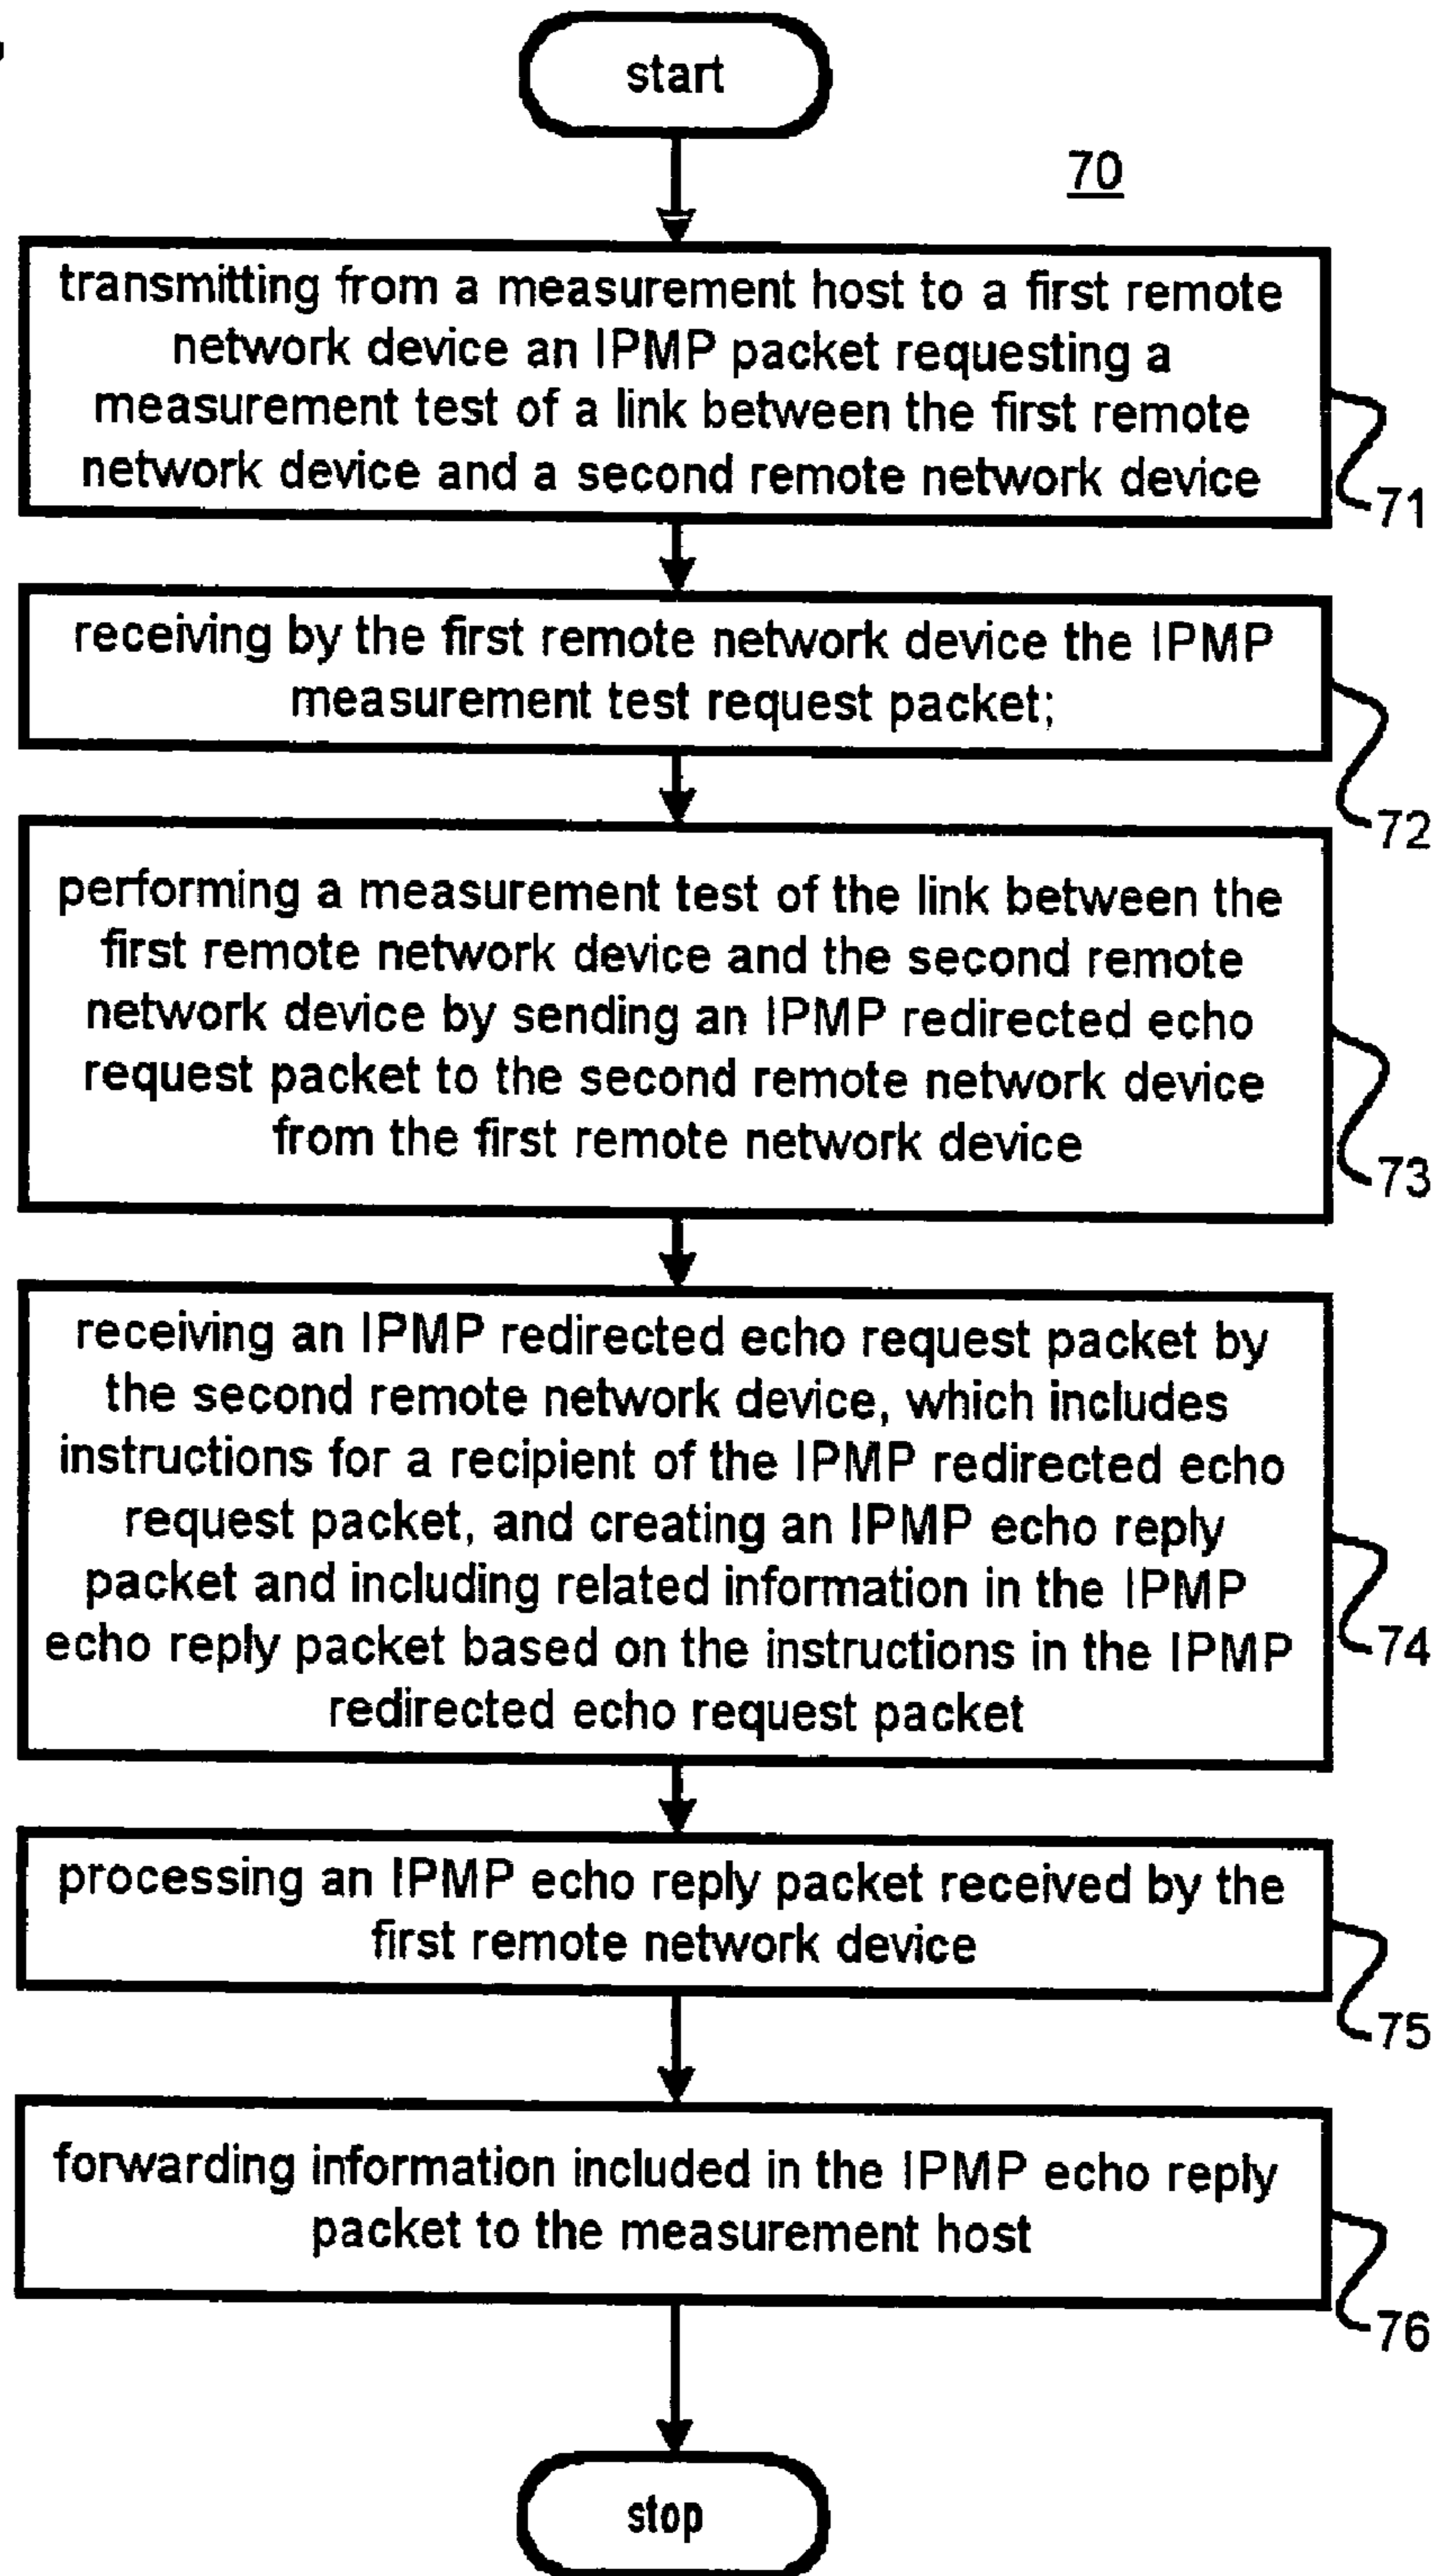 start
70
transmitting from a measurement host to a first remote
network device an IPMP packet requesting a
measurement test of a link between the first remote
network device and a second remote network device
71
receiving by the first remote network device the IPMP
measurement test request packet;
72
performing a measurement test of the link between the
first remote network device and the second remote
network device by sending an IPMP redirected echo
request packet to the second remote network device
from the first remote network device
73
receiving an IPMP redirected echo request packet by
the second remote network device, which includes
instructions for a recipient of the IPMP redirected echo
request packet, and creating an IPMP echo reply
packet and including related information in the IPMP
echo reply packet based on the instructions in the IPMP
redirected echo request packet
74
processing an IPMP echo reply packet received by the
first remote network device
75
forwarding information included in the IPMP echo reply
packet to the measurement host
76
stop